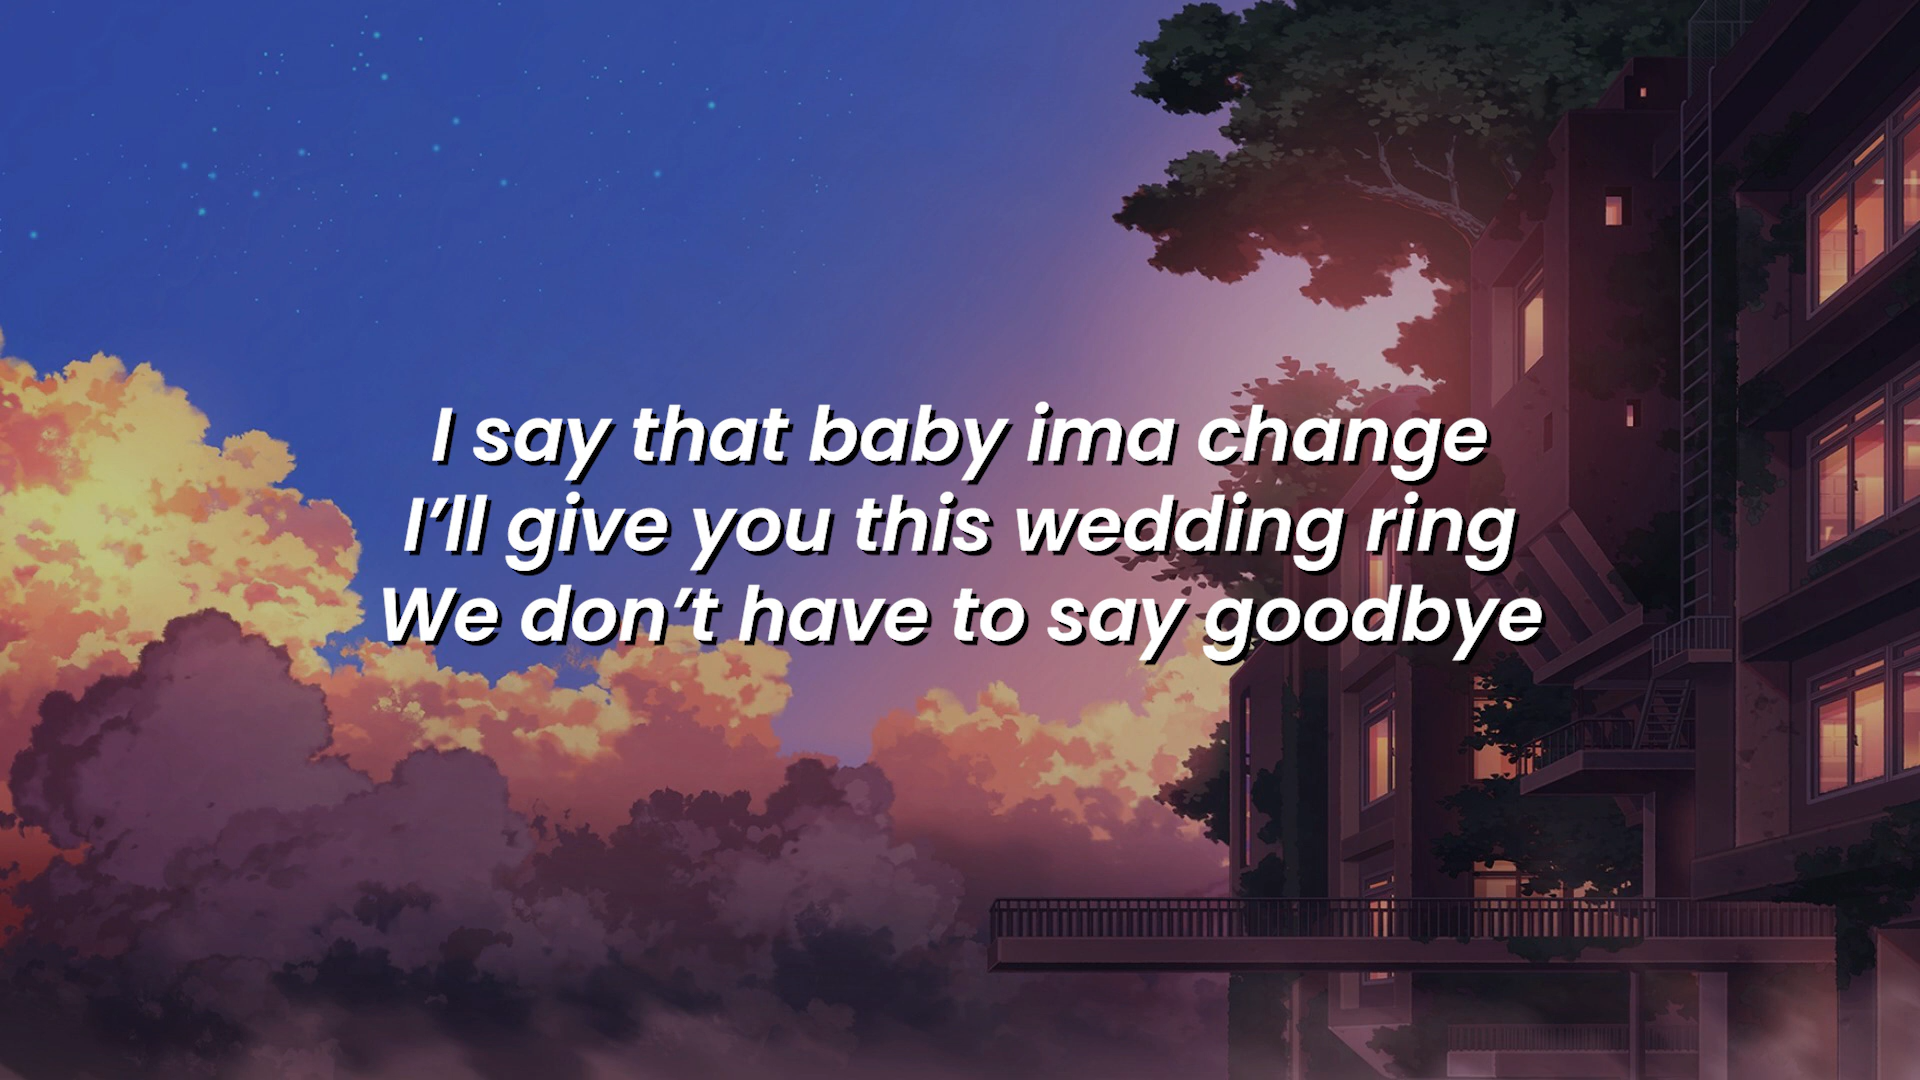 I say that baby ima change
I’ll give you this wedding ring
We don’t have to say goodbye